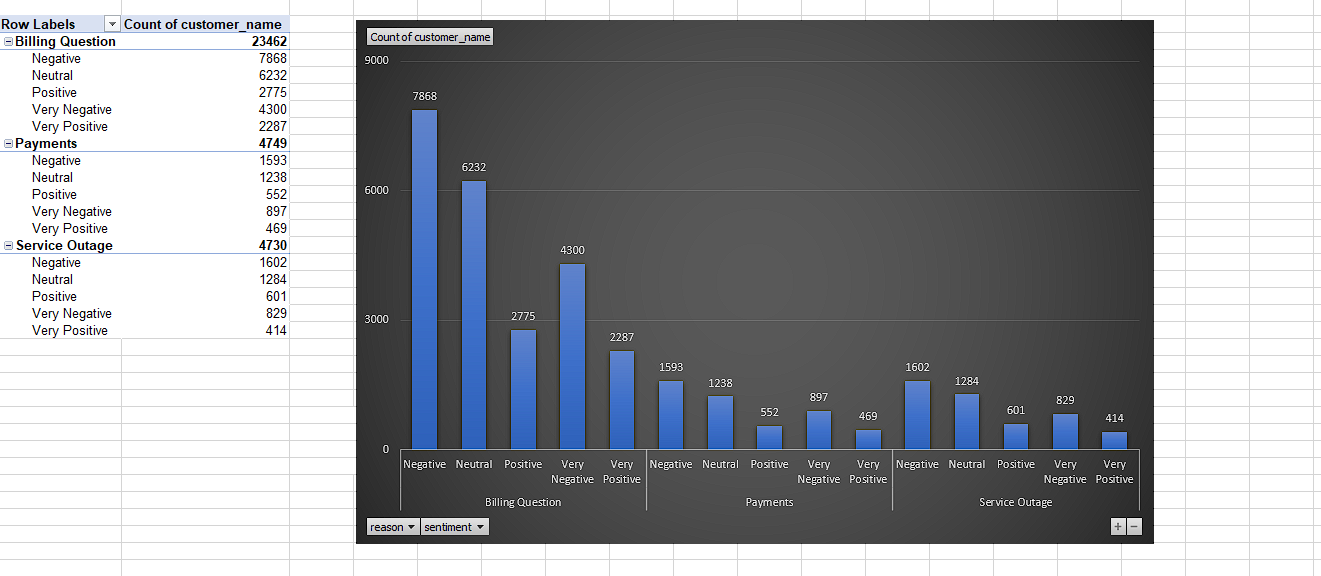 Row Labels Count of customer_name
Billing Question 23462
Negative 7868
Neutral 6232
Positive 2775
Very Negative 4300
Very Positive 2287
Payments 4749
Negative 1593
Neutral 1238
Positive 552
Very Negative 897
Very Positive 469
Service Outage 4730
Negative 1602
Neutral 1284
Positive 601
Very Negative 829
Very Positive 414
Count of customer_name
9000
6000
3000
0
7868 6232 2775 4300 2287 1593 1238 552 897 469 1602 1284 601 829 414
Negative Neutral Positive Very Negative Very Positive Negative Neutral Positive Very Negative Very Positive Negative Neutral Positive Very Negative Very Positive
Billing Question Payments Service Outage
reason sentiment + −